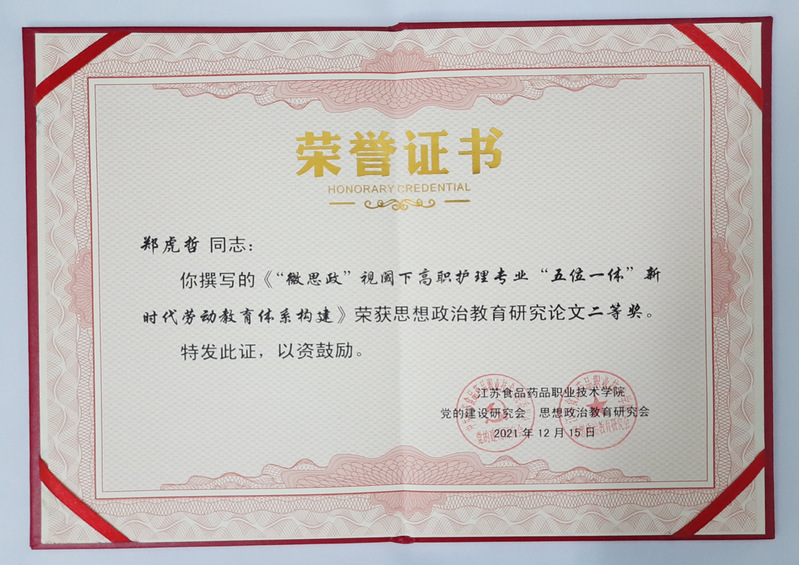 荣誉证书
HONORARY CREDENTIAL
郑虎哲 同志：
你撰写的《“微思政”视阈下高职护理专业“五位一体”新
时代劳动教育体系构建》荣获思想政治教育研究论文二等奖。
特发此证，以资鼓励。
江苏食品药品职业技术学院
党的建设研究会 思想政治教育研究会
2021年12月15日